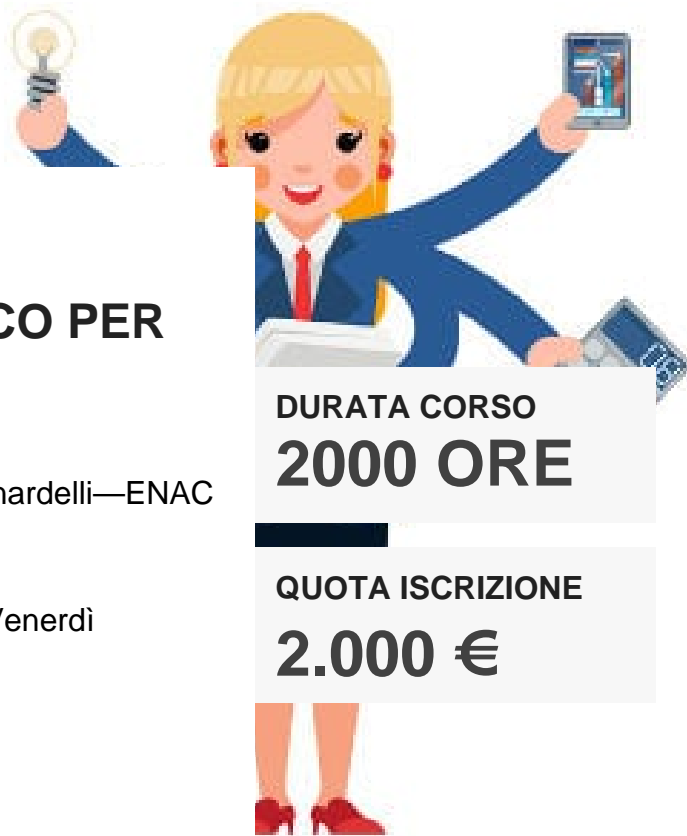 CO PER
nardelli—ENAC
Venerdì
DURATA CORSO
2000 ORE
QUOTA ISCRIZIONE
2.000 €